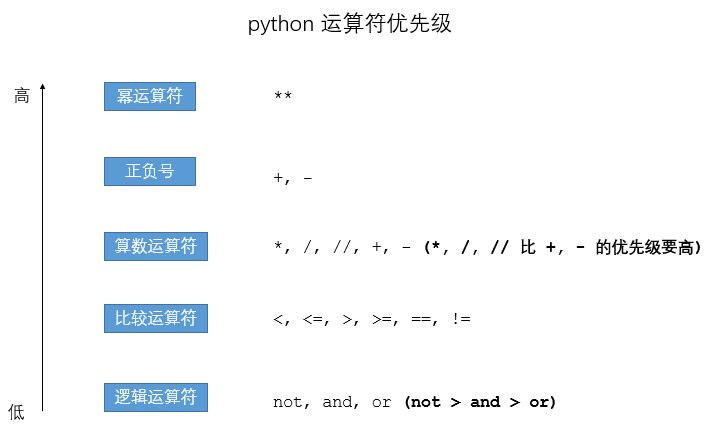 python 运算符优先级
高
幂运算符 **
正负号 +, -
算数运算符 *, /, //, +, - (*, /, // 比 +, - 的优先级要高)
比较运算符 <, <=, >, >=, ==, !=
逻辑运算符 not, and, or (not > and > or)
低